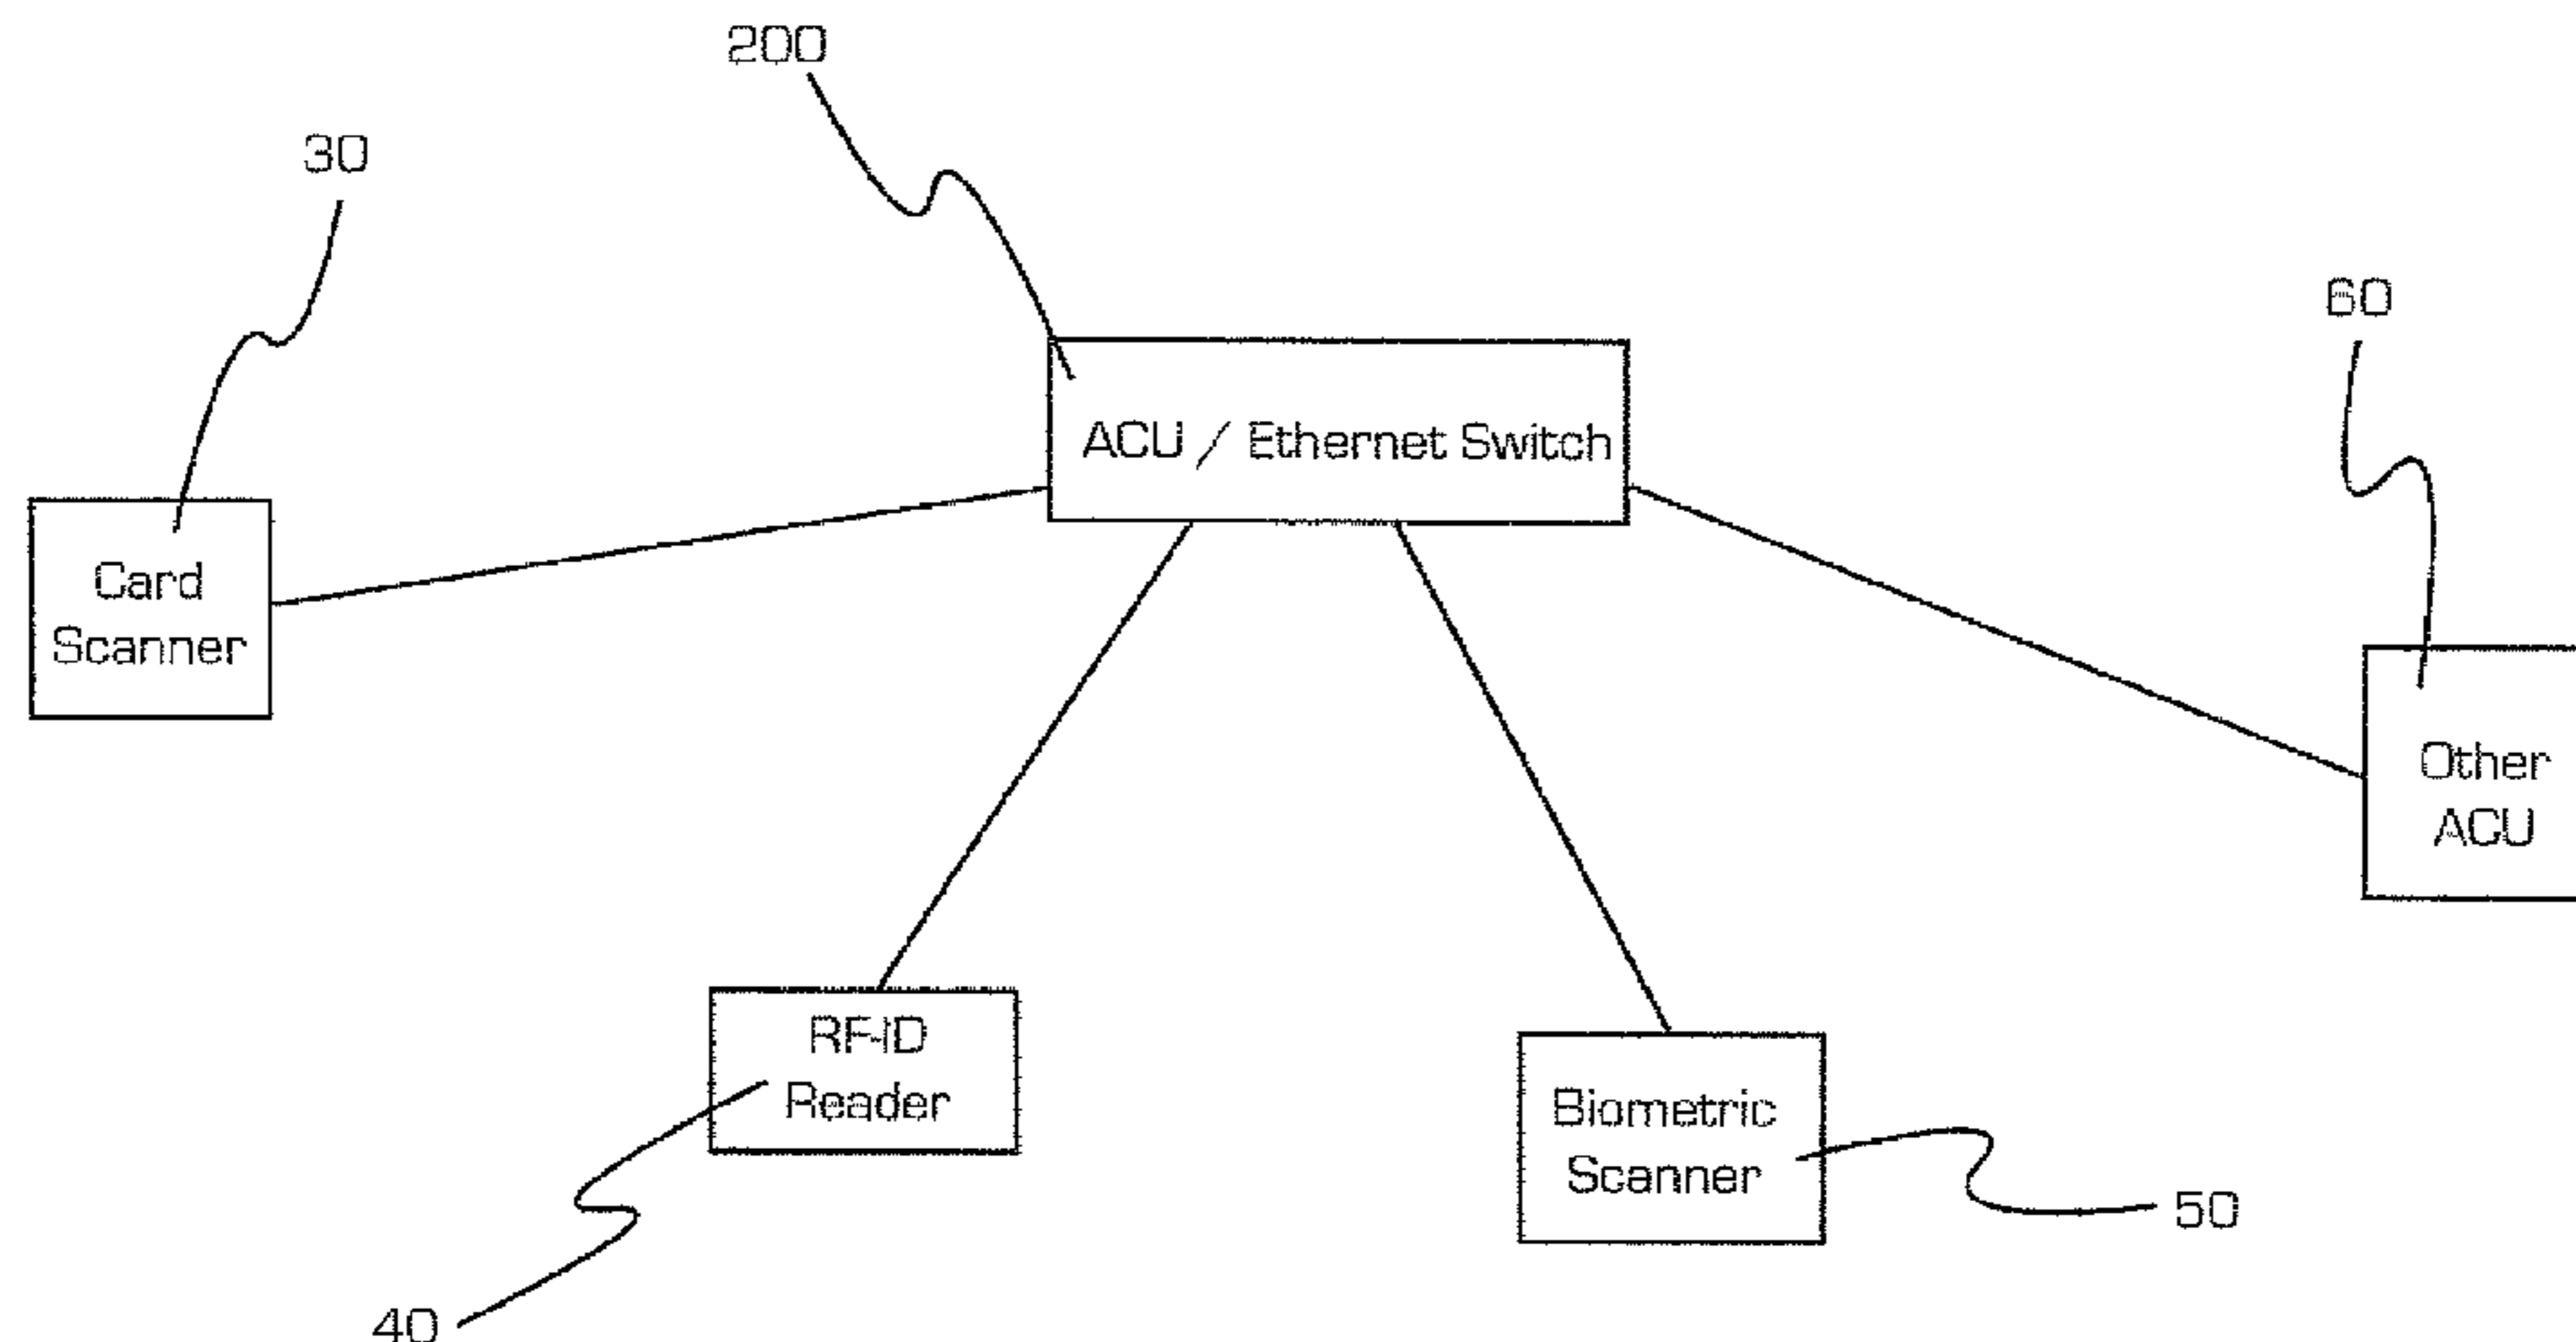 200
30
60
ACU / Ethernet Switch
Card
Scanner
Other
ACU
RF-ID
Reader
Biometric
Scanner
50
40